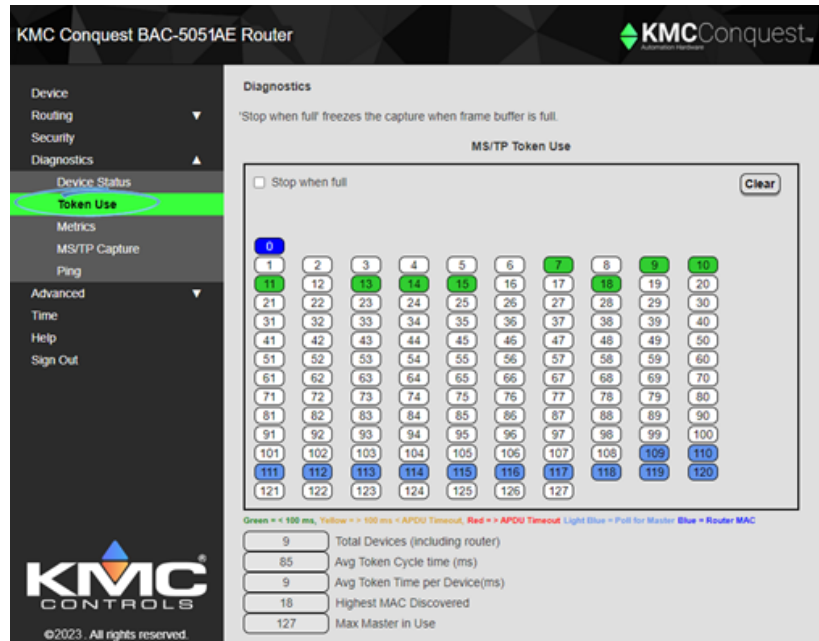 KMC Conquest BAC-5051AE Router
KMCConquest™
Automation Hardware
Device
Routing ▼
Security
Diagnostics ▲
Device Status
Token Use
Metrics
MS/TP Capture
Ping
Advanced ▼
Time
Help
Sign Out
KMC®
CONTROLS
©2023 . All rights reserved.
Diagnostics
'Stop when full' freezes the capture when frame buffer is full.
MS/TP Token Use
Stop when full Clear
0
1 2 3 4 5 6 7 8 9 10
11 12 13 14 15 16 17 18 19 20
21 22 23 24 25 26 27 28 29 30
31 32 33 34 35 36 37 38 39 40
41 42 43 44 45 46 47 48 49 50
51 52 53 54 55 56 57 58 59 60
61 62 63 64 65 66 67 68 69 70
71 72 73 74 75 76 77 78 79 80
81 82 83 84 85 86 87 88 89 90
91 92 93 94 95 96 97 98 99 100
101 102 103 104 105 106 107 108 109 110
111 112 113 114 115 116 117 118 119 120
121 122 123 124 125 126 127
Green = < 100 ms, Yellow = > 100 ms < APDU Timeout, Red = > APDU Timeout Light Blue = Poll for Master Blue = Router MAC
9 Total Devices (including router)
85 Avg Token Cycle time (ms)
9 Avg Token Time per Device(ms)
18 Highest MAC Discovered
127 Max Master in Use